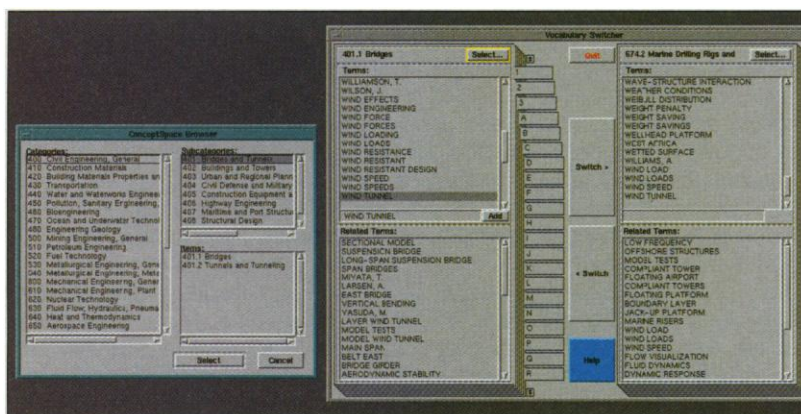 ConceptSpace Browser
Categories:
400 Civil Engineering, General
410 Construction Materials
420 Building Materials Properties an
430 Transportation
440 Water and Waterworks Enginee
450 Pollution, Sanitary Engineering,
460 Bioengineering
470 Ocean and Underwater Technol
480 Engineering Geology
500 Mining Engineering, General
510 Petroleum Engineering
520 Fuel Technology
530 Metallurgical Engineering, Gene
540 Metallurgical Engineering, Meta
600 Mechanical Engineering, Gener
610 Mechanical Engineering, Plant
620 Nuclear Technology
630 Fluid Flow, Hydraulics, Pneuma
640 Heat and Thermodynamics
650 Aerospace Engineering
Subcategories:
401 Bridges and Tunnels
402 Buildings and Towers
403 Urban and Regional Plann
404 Civil Defense and Military
405 Construction Equipment a
406 Highway Engineering
407 Maritime and Port Structu
408 Structural Design
Items:
401.1 Bridges
401.2 Tunnels and Tunneling
Select
Cancel
Vocabulary Switcher
401.1 Bridges
Select...
Terms:
WILLIAMSON, T.
WILSON, J.
WIND EFFECTS
WIND ENGINEERING
WIND FORCE
WIND FORCES
WIND LOADING
WIND LOADS
WIND RESISTANCE
WIND RESISTANT
WIND RESISTANT DESIGN
WIND SPEED
WIND SPEEDS
WIND TUNNEL
WIND TUNNEL
Add
Related Terms:
SECTIONAL MODEL
SUSPENSION BRIDGE
LONG-SPAN SUSPENSION BRIDGE
SPAN BRIDGES
MIYATA, T.
LARSEN, A.
EAST BRIDGE
VERTICAL BENDING
YASUDA, M.
LAYER WIND TUNNEL
MODEL TESTS
MODEL WIND TUNNEL
MAIN SPAN
BELT EAST
BRIDGE GIRDER
AERODYNAMIC STABILITY
1
2
3
A
B
C
D
E
F
G
H
I
J
K
L
M
N
O
P
Q
R
Quit
Switch >
< Switch
Help
674.2 Marine Drilling Rigs and
Select...
Terms:
WAVE-STRUCTURE INTERACTION
WEATHER CONDITIONS
WEIBULL DISTRIBUTION
WEIGHT PENALTY
WEIGHT SAVING
WEIGHT SAVINGS
WELLHEAD PLATFORM
WEST AFRICA
WETTED SURFACE
WILLIAMS, A.
WIND LOAD
WIND LOADS
WIND SPEED
WIND TUNNEL
Related Terms:
LOW FREQUENCY
OFFSHORE STRUCTURES
MODEL TESTS
COMPLIANT TOWER
FLOATING AIRPORT
COMPLIANT TOWERS
FLOATING PLATFORM
BOUNDARY LAYER
JACK-UP PLATFORM
MARINE RISERS
WIND LOAD
WIND LOADS
WIND SPEED
FLOW VISUALIZATION
FLUID DYNAMICS
DYNAMIC RESPONSE